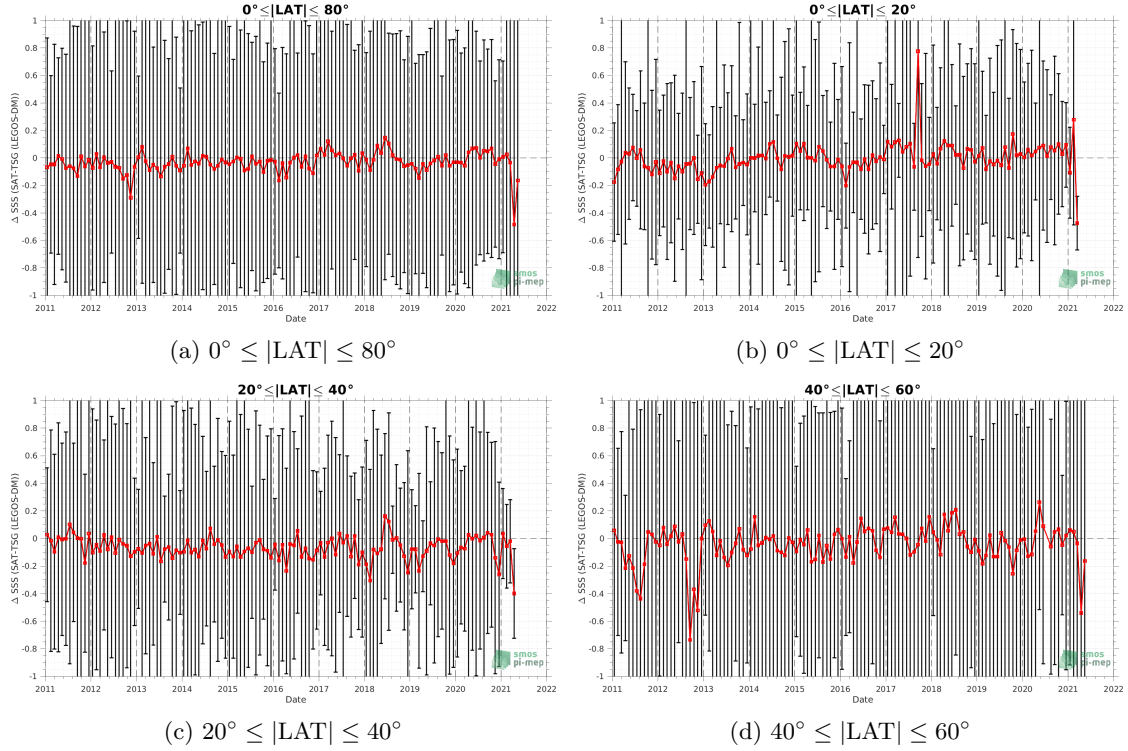 0°≤|LAT|≤ 80°
1
0.8
0.6
0.4
0.2
0
-0.2
-0.4
-0.6
-0.8
-1
Δ SSS (SAT-TSG (LEGOS-DM))
2011 2012 2013 2014 2015 2016 2017 2018 2019 2020 2021 2022
Date
smos
pi-mep
(a) 0° ≤ |LAT| ≤ 80°
0°≤|LAT|≤ 20°
1
0.8
0.6
0.4
0.2
0
-0.2
-0.4
-0.6
-0.8
-1
Δ SSS (SAT-TSG (LEGOS-DM))
2011 2012 2013 2014 2015 2016 2017 2018 2019 2020 2021 2022
Date
smos
pi-mep
(b) 0° ≤ |LAT| ≤ 20°
20°≤|LAT|≤ 40°
1
0.8
0.6
0.4
0.2
0
-0.2
-0.4
-0.6
-0.8
-1
Δ SSS (SAT-TSG (LEGOS-DM))
2011 2012 2013 2014 2015 2016 2017 2018 2019 2020 2021 2022
Date
smos
pi-mep
(c) 20° ≤ |LAT| ≤ 40°
40°≤|LAT|≤ 60°
1
0.8
0.6
0.4
0.2
0
-0.2
-0.4
-0.6
-0.8
-1
Δ SSS (SAT-TSG (LEGOS-DM))
2011 2012 2013 2014 2015 2016 2017 2018 2019 2020 2021 2022
Date
smos
pi-mep
(d) 40° ≤ |LAT| ≤ 60°